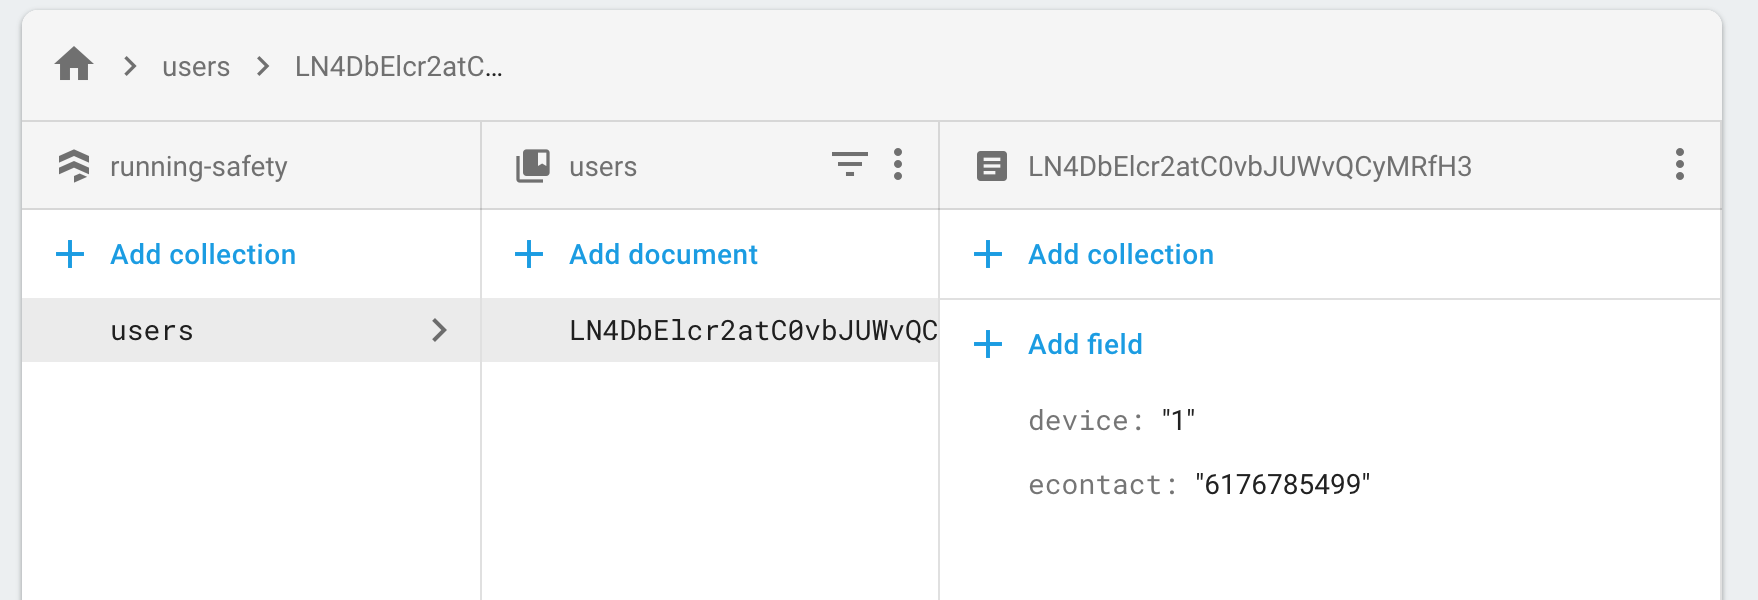 users
LN4DbElcr2atC...
running-safety
users
LN4DbElcr2atC0vbJUWvQCyMRfH3
Add collection
Add document
Add collection
users
LN4DbElcr2atC0vbJUWvQC
Add field
device: "1"
econtact: "6176785499"